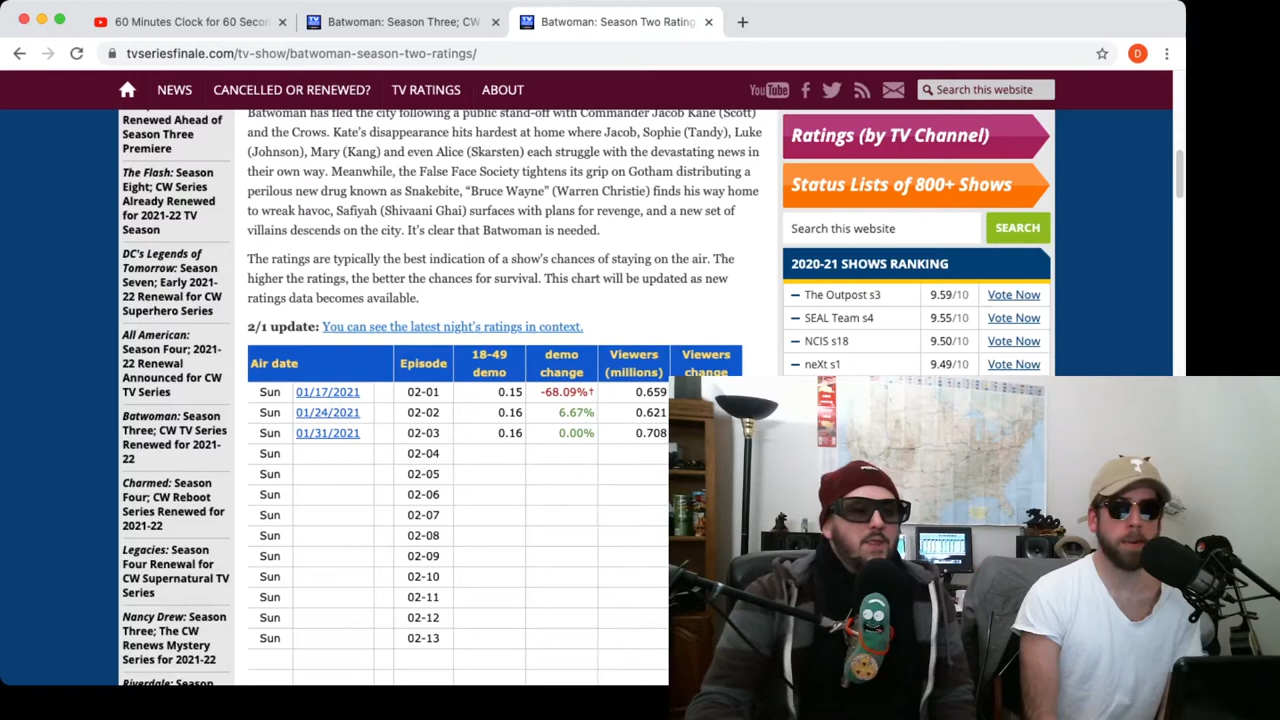 60 Minutes Clock for 60 Secon
Batwoman: Season Three; CW
Batwoman: Season Two Rating
tvseriesfinale.com/tv-show/batwoman-season-two-ratings/
D
NEWS
CANCELLED OR RENEWED?
TV RATINGS
ABOUT
YouTube
Search this website
Renewed Ahead of
Season Three
Premiere
The Flash: Season
Eight; CW Series
Already Renewed
for 2021-22 TV
Season
DC's Legends of
Tomorrow: Season
Seven; Early 2021-
22 Renewal for CW
Superhero Series
All American:
Season Four; 2021-
22 Renewal
Announced for CW
TV Series
Batwoman: Season
Three; CW TV Series
Renewed for 2021-
22
Charmed: Season
Four; CW Reboot
Series Renewed for
2021-22
Legacies: Season
Four Renewal for
CW Supernatural TV
Series
Nancy Drew: Season
Three; The CW
Renews Mystery
Series for 2021-22
Riverdale: Season
Batwoman has fled the city following a public stand-off with Commander Jacob Kane (Scott)
and the Crows. Kate's disappearance hits hardest at home where Jacob, Sophie (Tandy), Luke
(Johnson), Mary (Kang) and even Alice (Skarsten) each struggle with the devastating news in
their own way. Meanwhile, the False Face Society tightens its grip on Gotham distributing a
perilous new drug known as Snakebite, “Bruce Wayne” (Warren Christie) finds his way home
to wreak havoc, Safiyah (Shivaani Ghai) surfaces with plans for revenge, and a new set of
villains descends on the city. It's clear that Batwoman is needed.
The ratings are typically the best indication of a show's chances of staying on the air. The
higher the ratings, the better the chances for survival. This chart will be updated as new
ratings data becomes available.
2/1 update: You can see the latest night's ratings in context.
Air date Episode 18-49 demo demo change Viewers (millions) Viewers change
Sun 01/17/2021 02-01 0.15 -68.09%† 0.659
Sun 01/24/2021 02-02 0.16 6.67% 0.621
Sun 01/31/2021 02-03 0.16 0.00% 0.708
Sun 02-04
Sun 02-05
Sun 02-06
Sun 02-07
Sun 02-08
Sun 02-09
Sun 02-10
Sun 02-11
Sun 02-12
Sun 02-13
Ratings (by TV Channel)
Status Lists of 800+ Shows
Search this website
SEARCH
2020-21 SHOWS RANKING
The Outpost s3 9.59/10 Vote Now
SEAL Team s4 9.55/10 Vote Now
NCIS s18 9.50/10 Vote Now
neXt s1 9.49/10 Vote Now